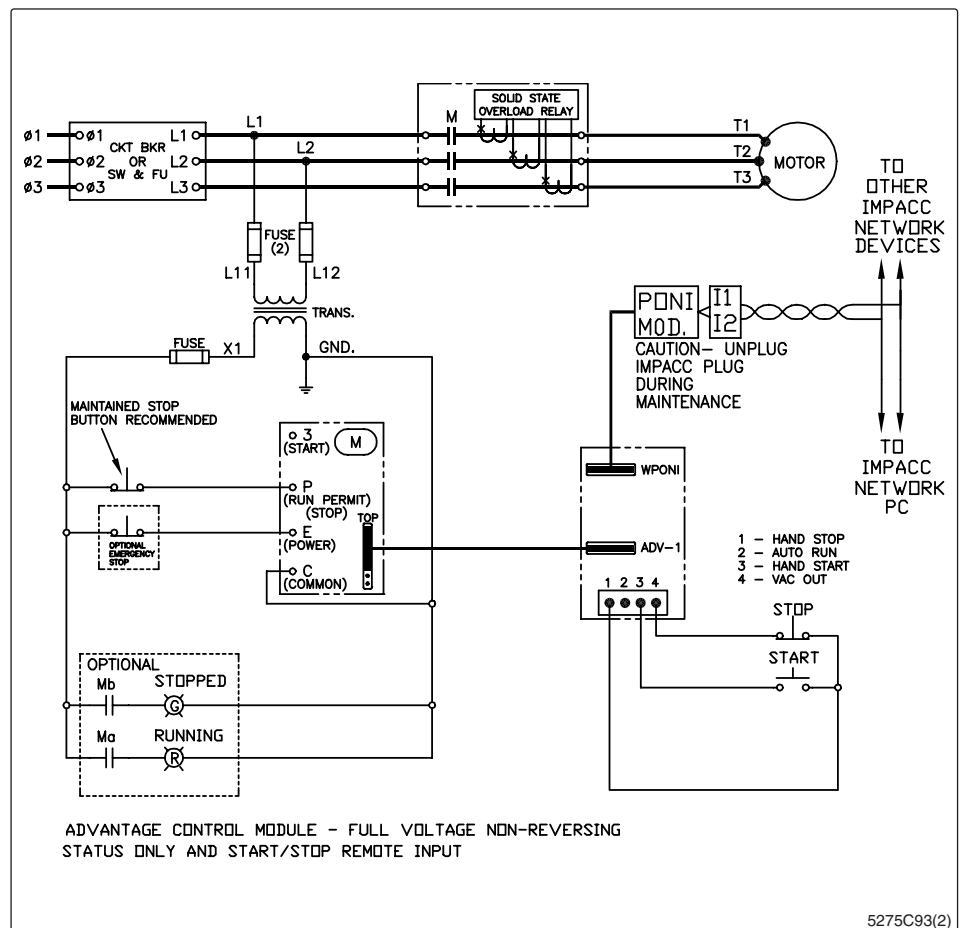 SOLID STATE
OVERLOAD RELAY
M
L1
L2
ø1
ø2
ø3
ø1
ø2
ø3
CKT BKR
OR
SW & FU
L1
L2
L3
T1
T2
T3
MOTOR
TO
OTHER
IMPACC
NETWORK
DEVICES
FUSE
(2)
L11
L12
TRANS.
FUSE
X1
GND.
PONI
MOD.
I1
I2
CAUTION- UNPLUG
IMPACC PLUG
DURING
MAINTENANCE
MAINTAINED STOP
BUTTON RECOMMENDED
3
(START)
M
P
(RUN PERMIT)
(STOP)
TOP
E
(POWER)
C
(COMMON)
OPTIONAL
EMERGENCY
STOP
WPONI
ADV-1
TO
IMPACC
NETWORK
PC
1 - HAND STOP
2 - AUTO RUN
3 - HAND START
4 - VAC OUT
1 2 3 4
STOP
START
OPTIONAL
Mb
STOPPED
G
Ma
RUNNING
R
ADVANTAGE CONTROL MODULE - FULL VOLTAGE NON-REVERSING
STATUS ONLY AND START/STOP REMOTE INPUT
5275C93(2)